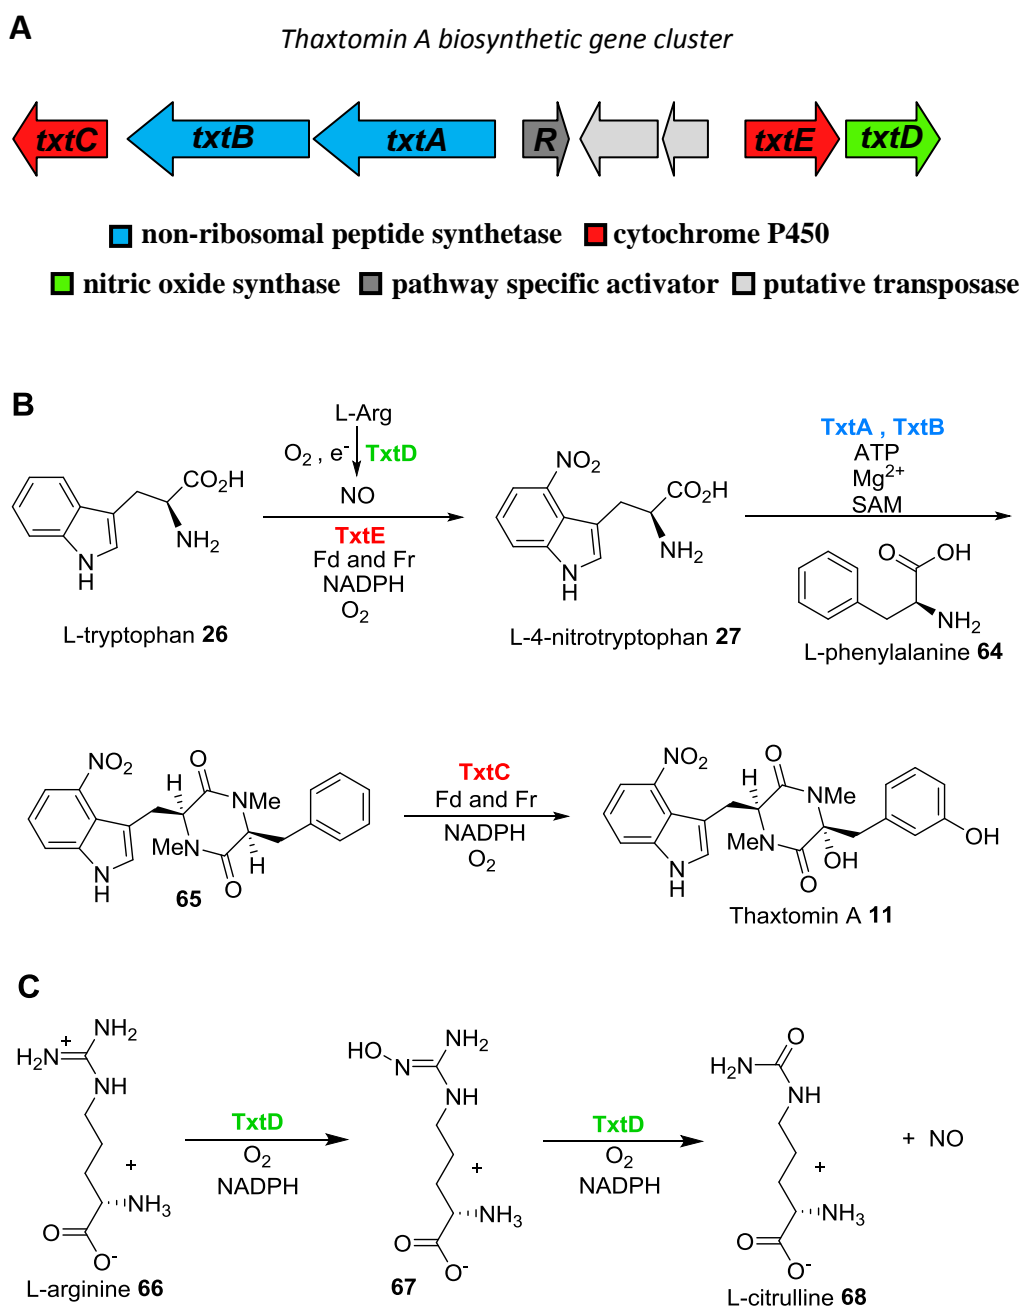 A
Thaxtomin A biosynthetic gene cluster
txtC txtB txtA R txtE txtD
non-ribosomal peptide synthetase cytochrome P450
nitric oxide synthase pathway specific activator putative transposase
B
L-Arg
O2 , e- TxtD
NO
TxtE
Fd and Fr
NADPH
O2
CO2H
NH2
N
H
L-tryptophan 26
NO2
CO2H
NH2
N
H
L-4-nitrotryptophan 27
TxtA , TxtB
ATP
Mg2+
SAM
O OH
NH2
L-phenylalanine 64
NO2
H
O
NMe
MeN
H
O
N
H
65
TxtC
Fd and Fr
NADPH
O2
NO2
H
O
NMe
MeN
OH
O
OH
N
H
Thaxtomin A 11
C
NH2
+
H2N
NH
+
NH3
O
O-
L-arginine 66
TxtD
O2
NADPH
HO
N
NH2
NH
+
NH3
O
O-
67
TxtD
O2
NADPH
O
H2N
NH
+
NH3
O
O-
L-citrulline 68
+ NO